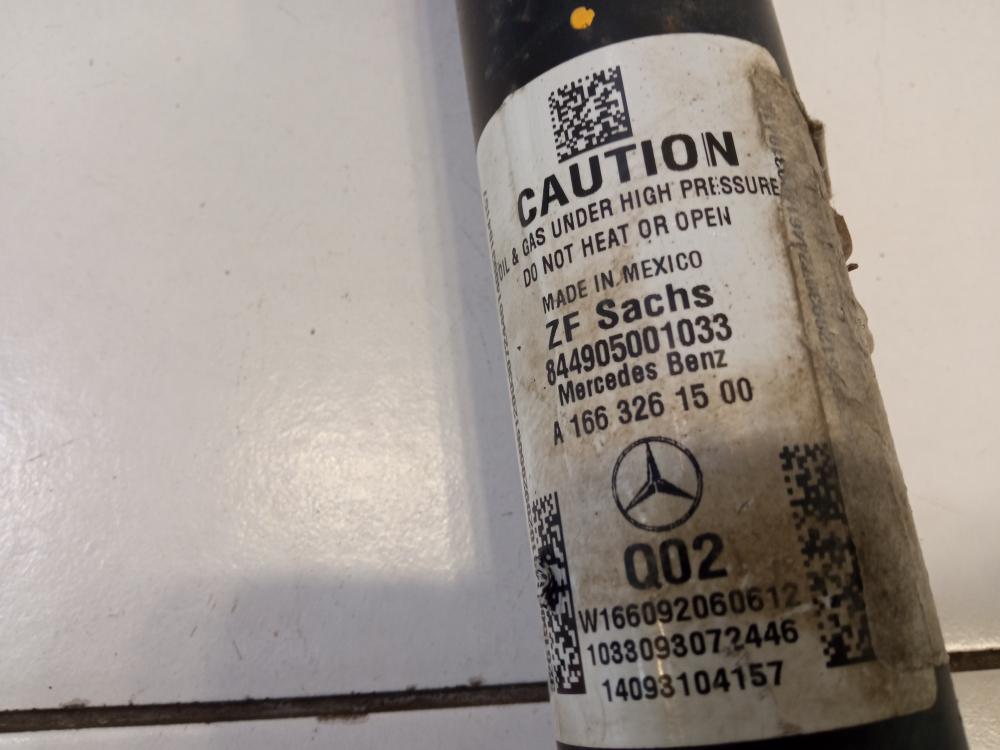 CAUTION
OIL & GAS UNDER HIGH PRESSURE
DO NOT HEAT OR OPEN
MADE IN MEXICO
ZF Sachs
844905001033
Mercedes Benz
A 166 326 15 00
Q02
W166092060612
1033093072446
14093104157